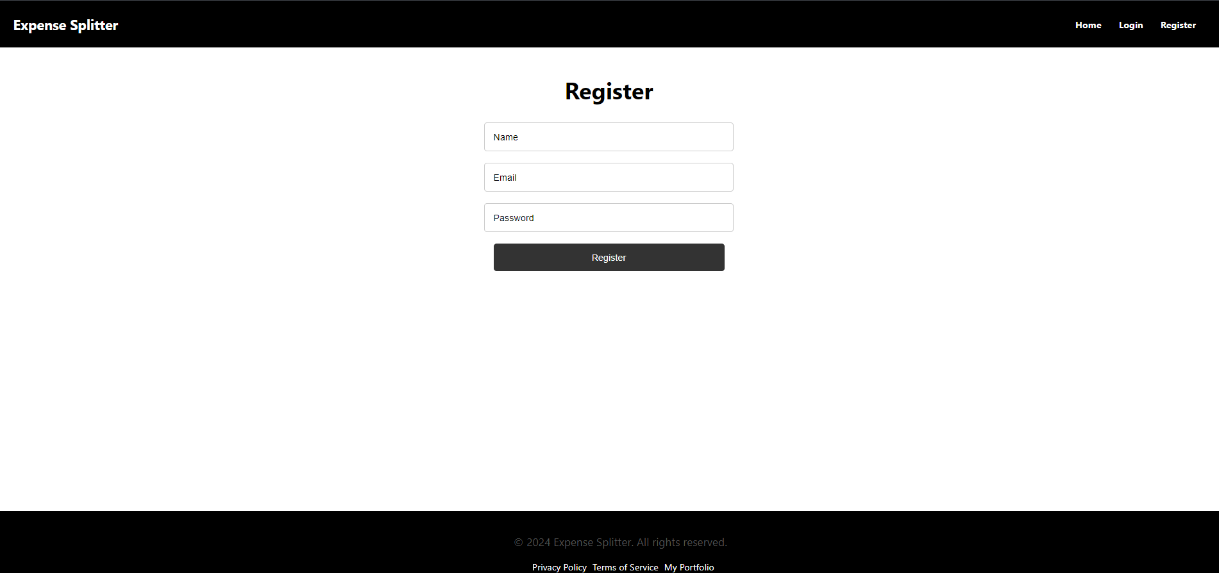 Expense Splitter
Home Login Register
Register
Name
Email
Password
Register
© 2024 Expense Splitter. All rights reserved.
Privacy Policy Terms of Service My Portfolio